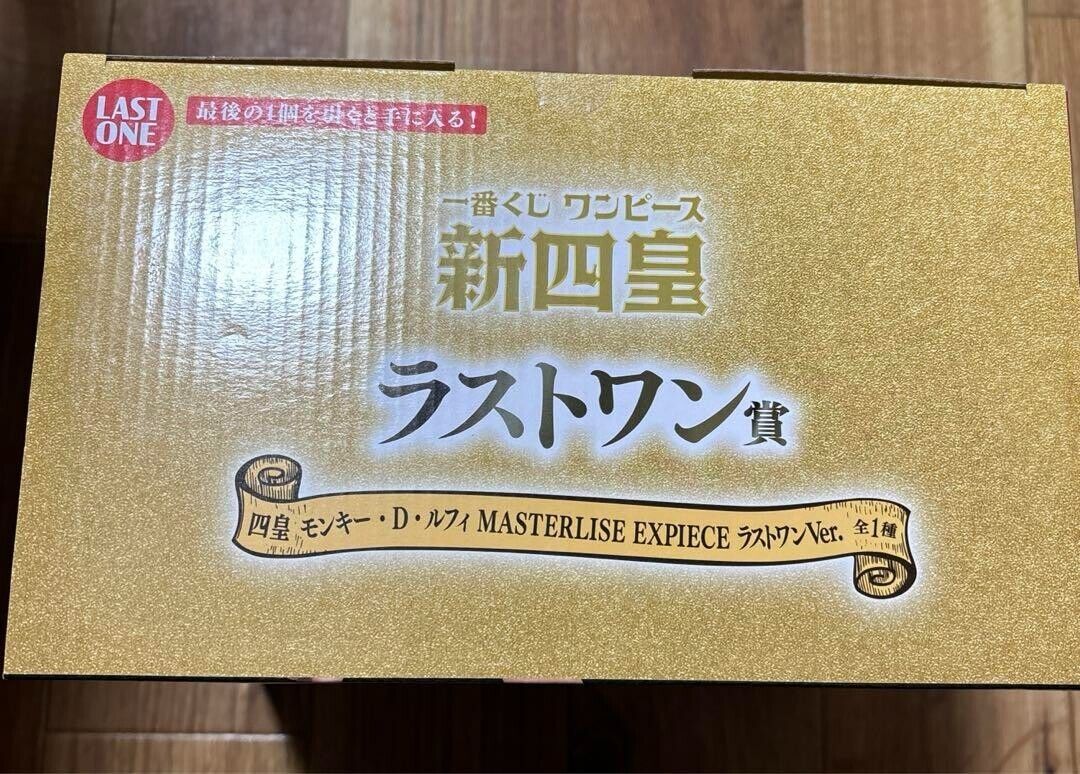 LAST
ONE
最後の1個を引くと手に入る!
一番くじ ワンピース
新四皇
ラストワン賞
四皇 モンキー・D・ルフィ MASTERLISE EXPIECE ラストワンVer. 全1種